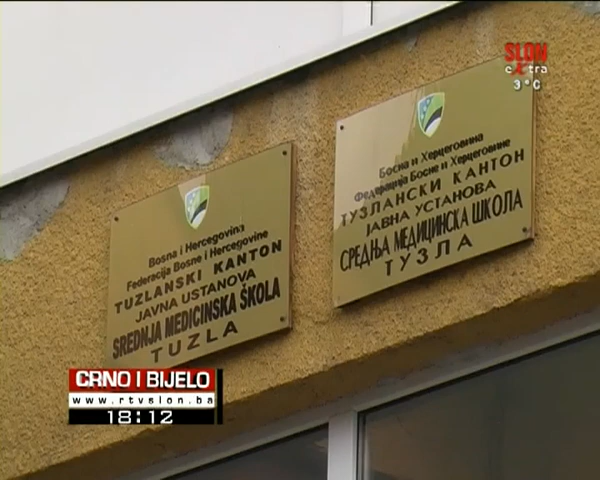 SLON
extra
3°C
Bosna i Hercegovina
Federacija Bosne i Hercegovine
TUZLANSKI KANTON
JAVNA USTANOVA
SREDNJA MEDICINSKA ŠKOLA
TUZLA
Босна и Херцеговина
Федерација Босне и Херцеговине
ТУЗЛАНСКИ КАНТОН
ЈАВНА УСТАНОВА
СРЕДЊА МЕДИЦИНСКА ШКОЛА
ТУЗЛА
CRNO I BIJELO
www.rtvslon.ba
18:12